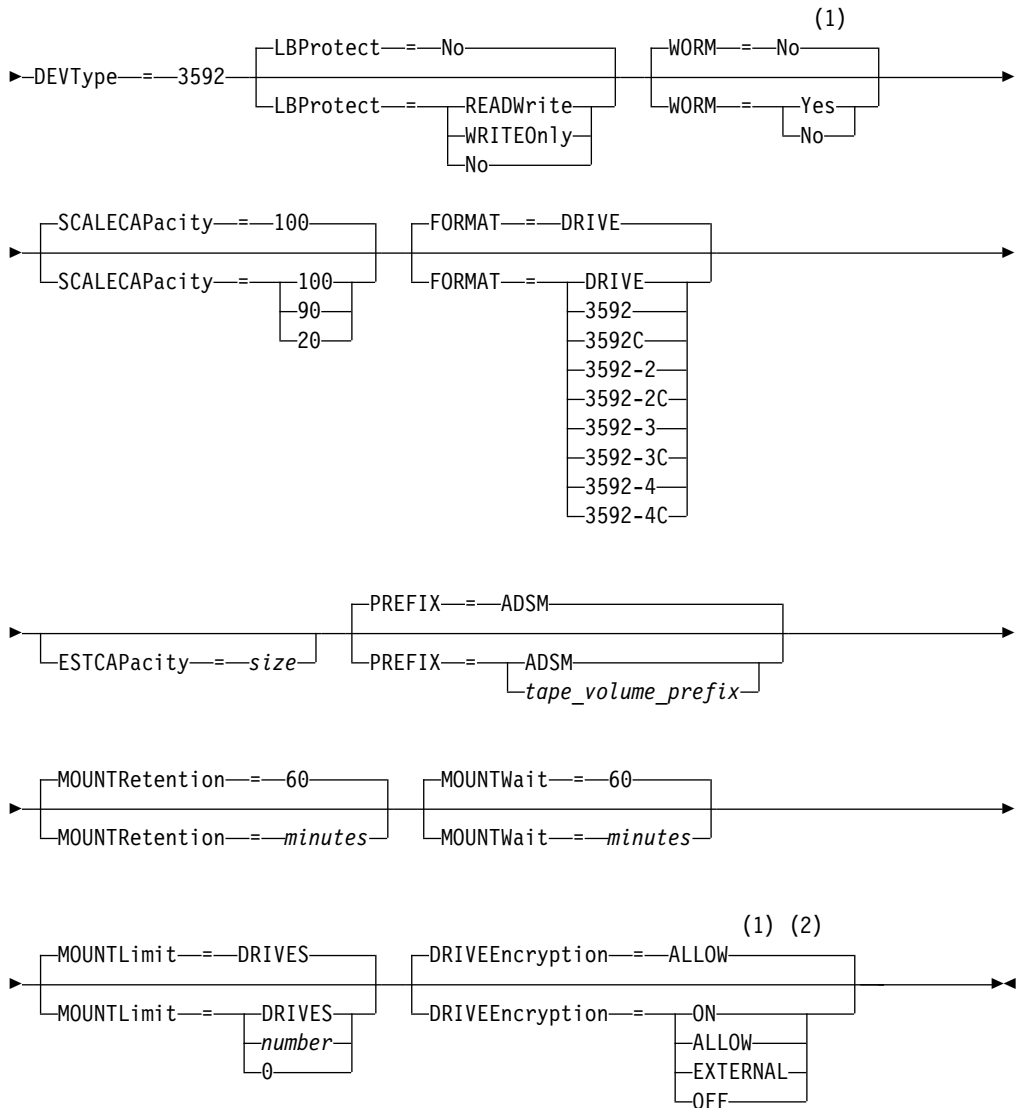 (1)
LBProtect = No WORM = No
DEVType = 3592
LBProtect = READWrite WORM = Yes
WRITEOnly No
No
SCALECAPacity = 100 FORMAT = DRIVE
SCALECAPacity = 100 FORMAT = DRIVE
90 3592
20 3592C
3592-2
3592-2C
3592-3
3592-3C
3592-4
3592-4C
PREFIX = ADSM
ESTCAPacity = size PREFIX = ADSM
tape_volume_prefix
MOUNTRetention = 60 MOUNTWait = 60
MOUNTRetention = minutes MOUNTWait = minutes
(1) (2)
MOUNTLimit = DRIVES DRIVEEncryption = ALLOW
MOUNTLimit = DRIVES DRIVEEncryption = ON
number ALLOW
0 EXTERNAL
OFF